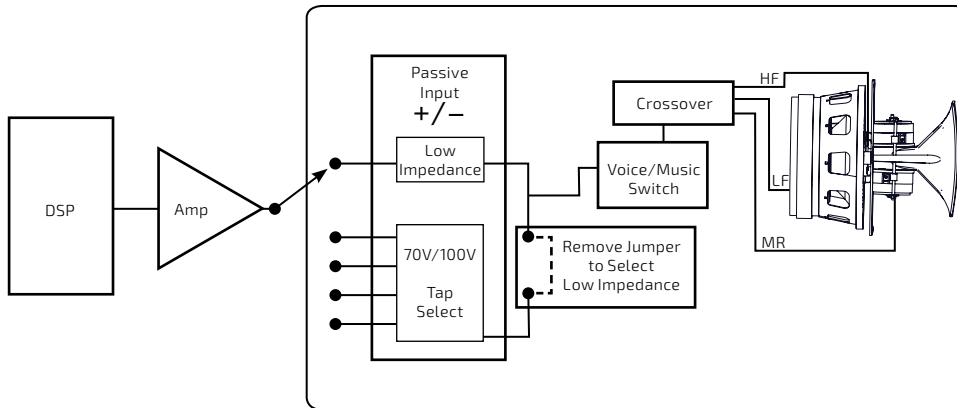 DSP
Amp
Passive
Input
+/–
Low
Impedance
70V/100V
Tap
Select
Crossover
Voice/Music
Switch
Remove Jumper
to Select
Low Impedance
HF
LF
MR